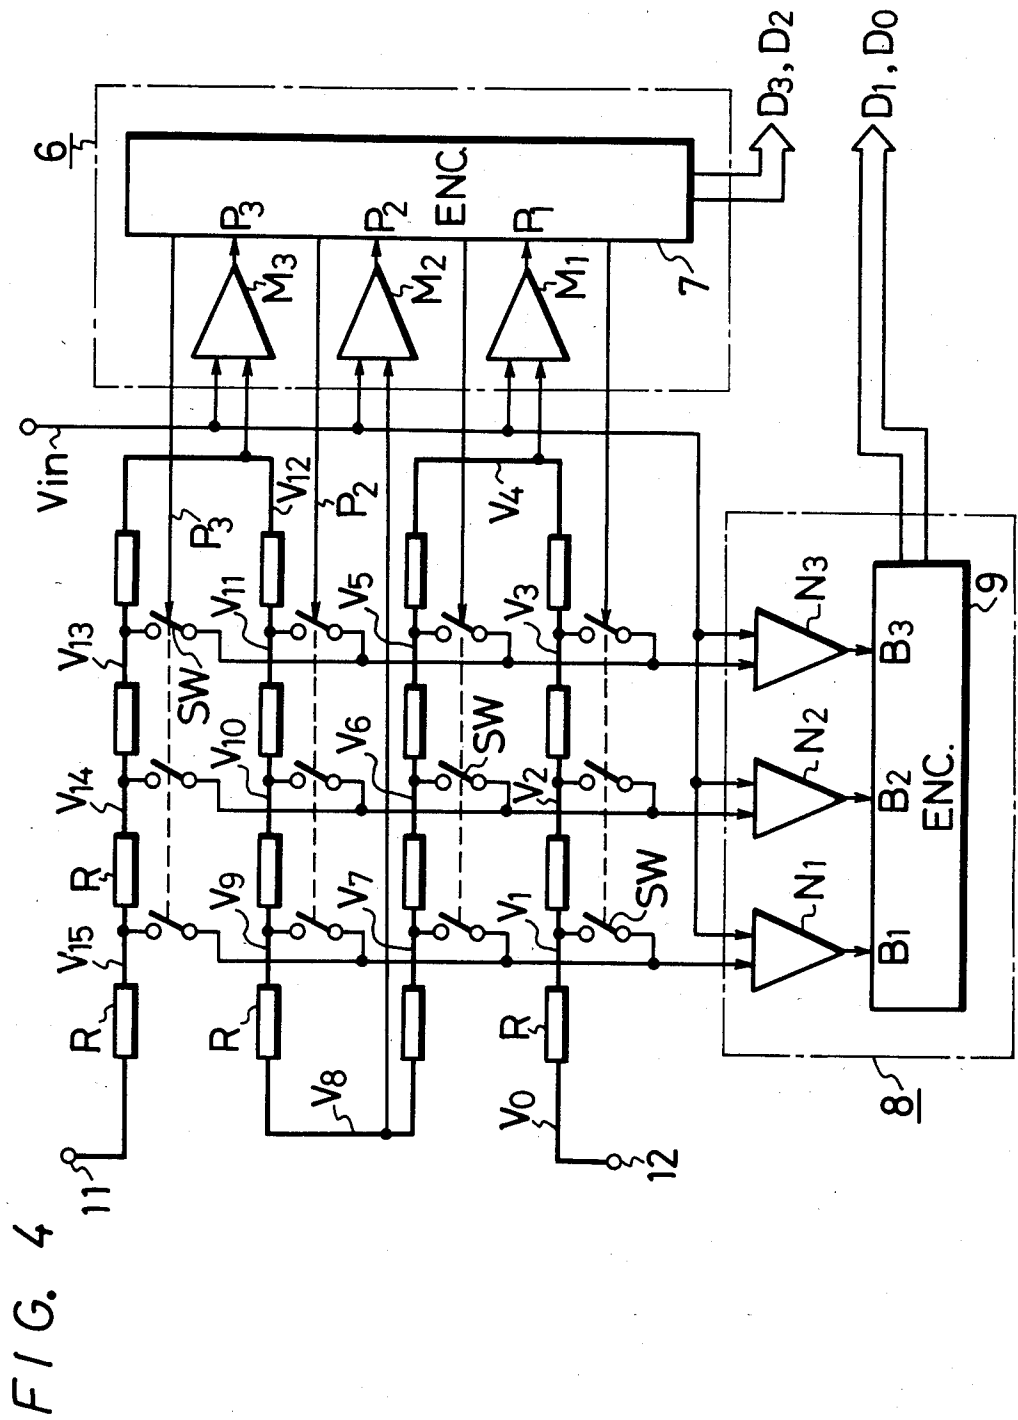 FIG. 4
11
Vin
6
V15
V14
V13
R
R
P3
SW
M3
P3
V12
V11
V10
V9
R
P2
M2
P2
ENC.
V8
V7
V6
V5
SW
V4
M1
P1
7
V0
R
V1
V2
V3
SW
12
D3, D2
D1, D0
N1
N2
N3
B1
B2
B3
ENC.
8
9